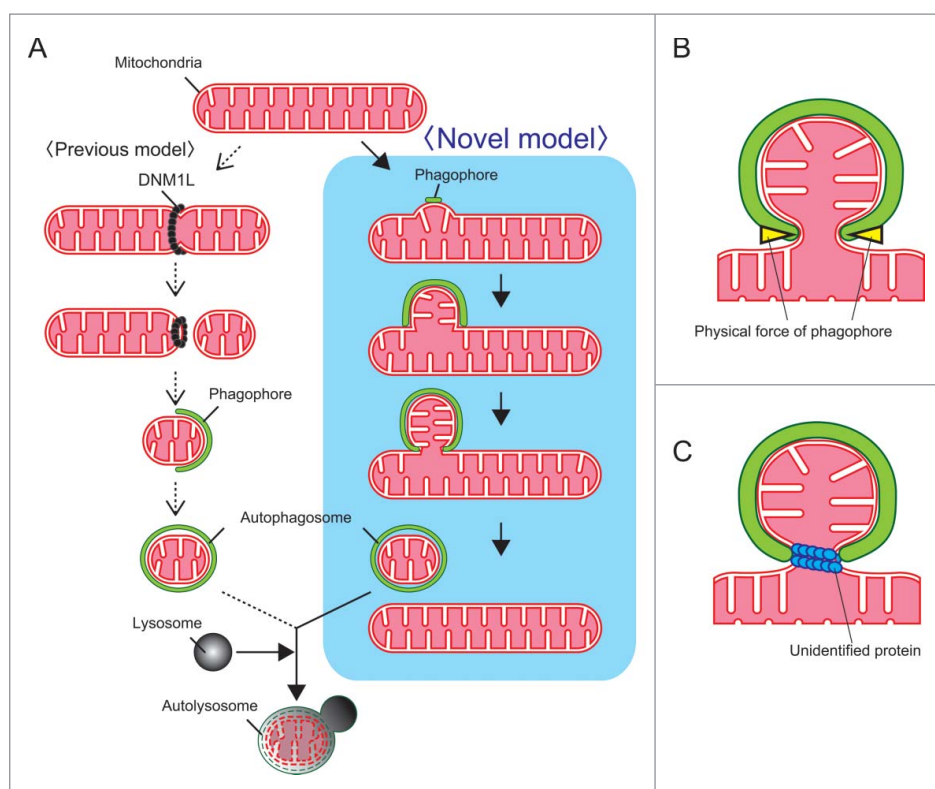 A
Mitochondria
〈Previous model〉
〈Novel model〉
DNM1L
Phagophore
Phagophore
Autophagosome
Lysosome
Autolysosome
B
Physical force of phagophore
C
Unidentified protein